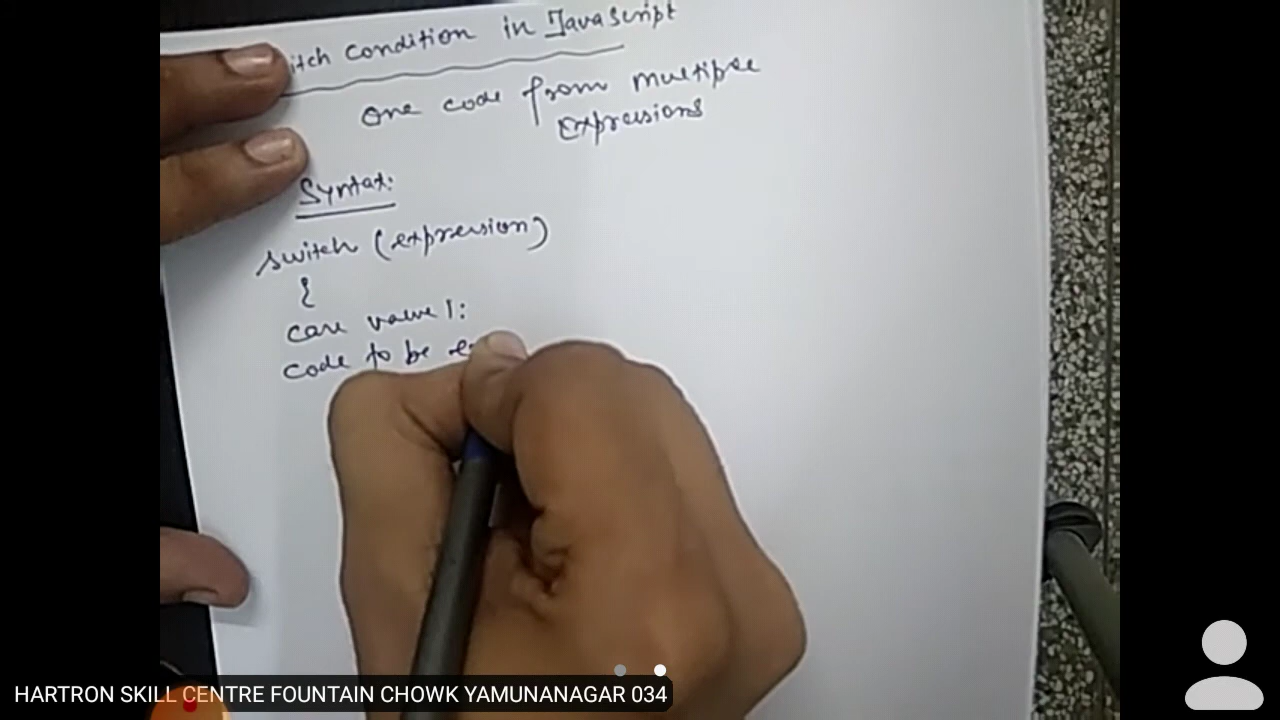 itch Condition in JavaScript
One code from multiple
Expressions
Syntax:
switch (expression)
{
case value 1:
code to be e
HARTRON SKILL CENTRE FOUNTAIN CHOWK YAMUNANAGAR 034